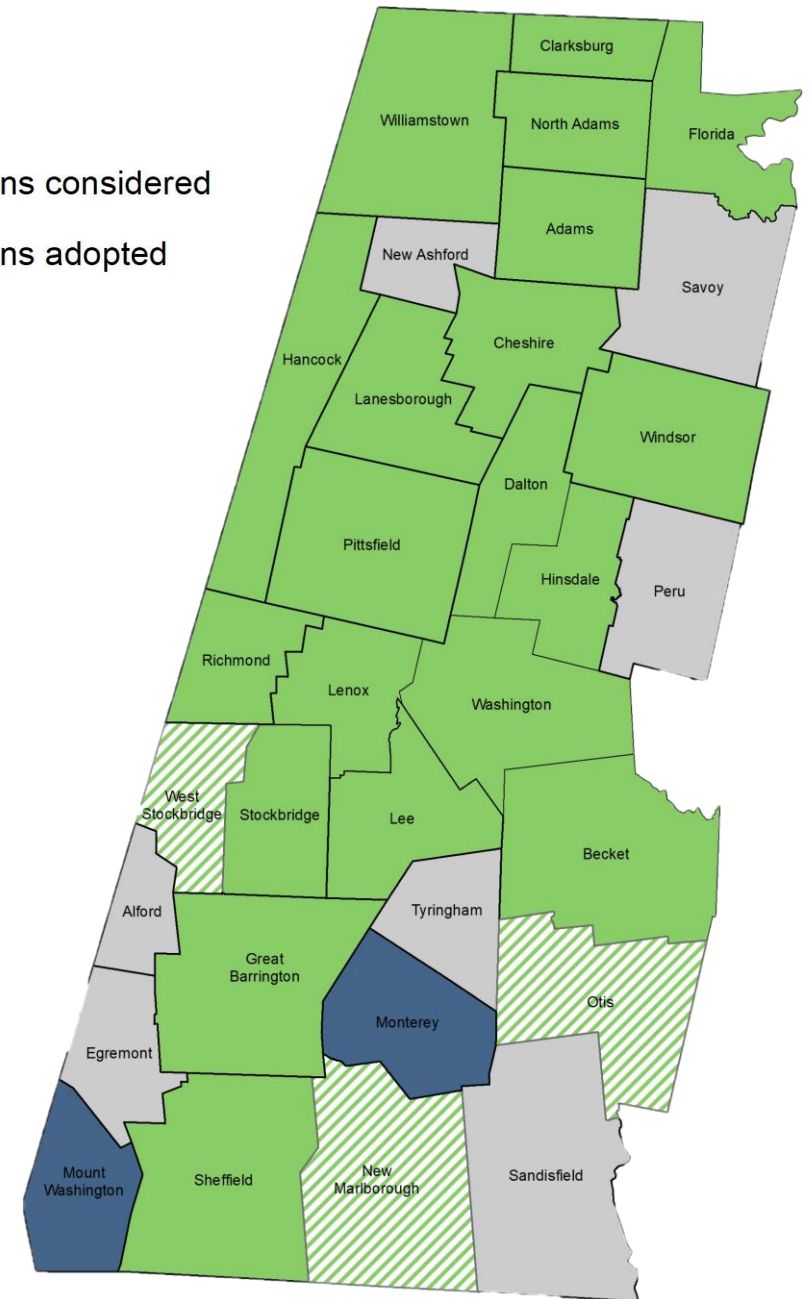 Clarksburg
Williamstown
North Adams
Florida
ns considered
Adams
ns adopted
New Ashford
Savoy
Cheshire
Hancock
Lanesborough
Windsor
Dalton
Pittsfield
Hinsdale
Peru
Richmond
Lenox
Washington
West
Stockbridge
Stockbridge
Lee
Becket
Alford
Tyringham
Great
Barrington
Otis
Monterey
Egremont
Mount
Washington
Sheffield
New
Marlborough
Sandisfield